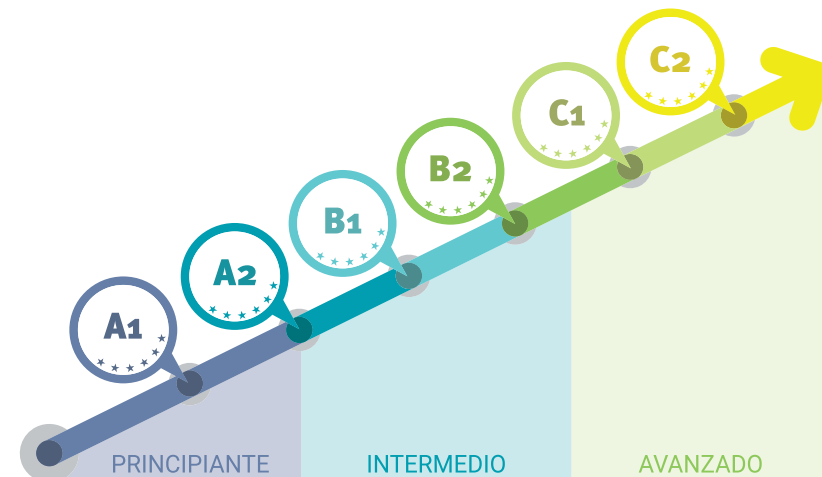 A1
A2
B1
B2
C1
C2
PRINCIPIANTE
INTERMEDIO
AVANZADO